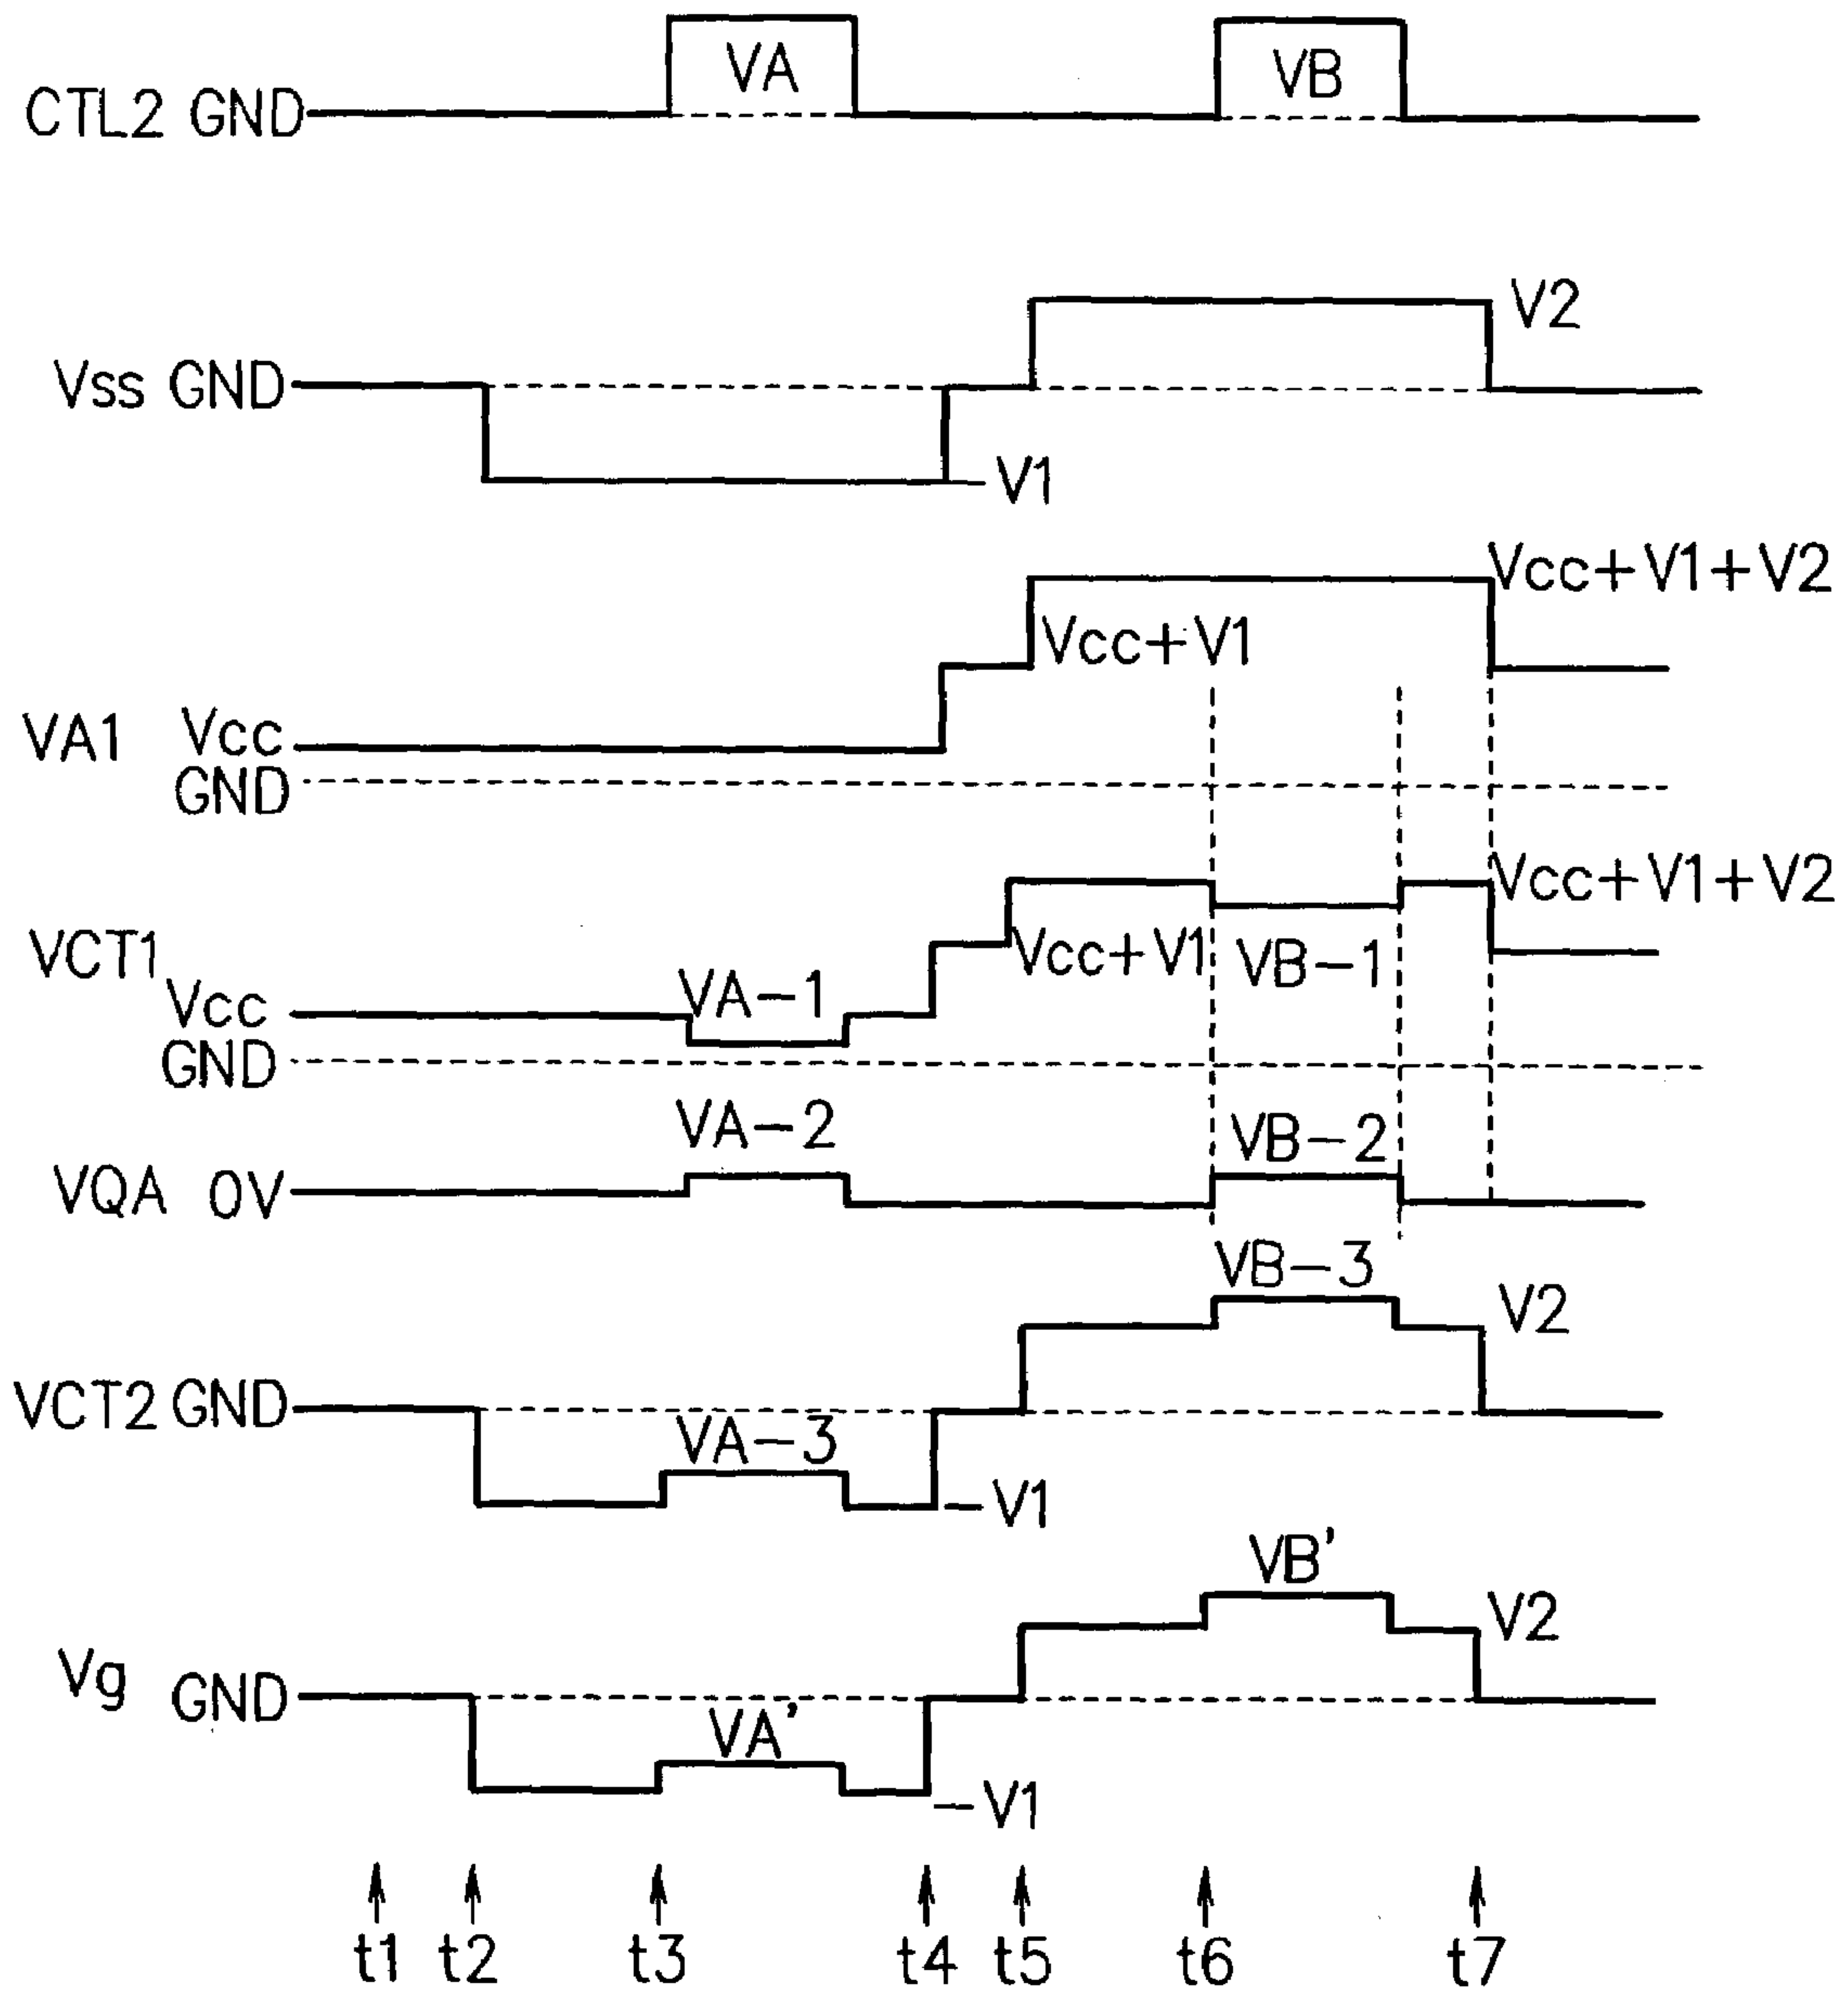 CTL2 GND VA VB
V2
Vss GND
-V1
Vcc+V1+V2
Vcc+V1
VA1 Vcc
GND
Vcc+V1+V2
VCT1 Vcc+V1 VB-1
VA-1
Vcc
GND
VA-2 VB-2
VQA 0V
VB-3
V2
VCT2 GND
VA-3
-V1
VB'
V2
Vg GND
VA'
-V1
t1 t2 t3 t4 t5 t6 t7